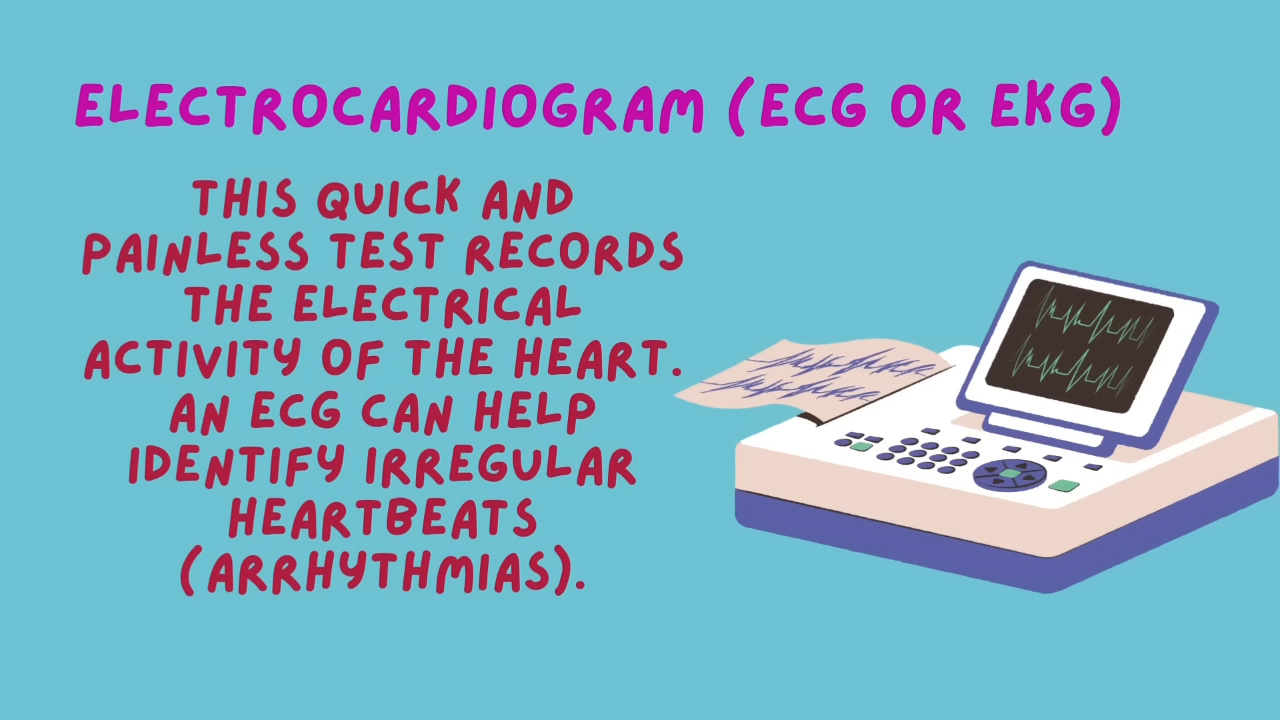 ELECTROCARDIOGRAM (ECG OR EKG)
THIS QUICK AND
PAINLESS TEST RECORDS
THE ELECTRICAL
ACTIVITY OF THE HEART.
AN ECG CAN HELP
IDENTIFY IRREGULAR
HEARTBEATS
(ARRHYTHMIAS).